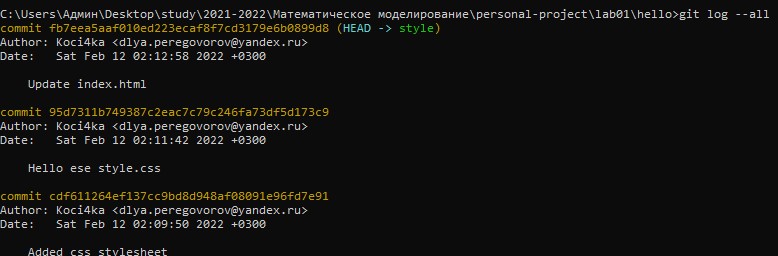 C:\Users\Админ\Desktop\study\2021-2022\Математическое моделирование\personal-project\lab01\hello>git log --all
commit fb7eea5aaf010ed223ecaf8f7cd3179e6b0899d8 (HEAD -> style)
Author: Koci4ka <dlya.peregovorov@yandex.ru>
Date:   Sat Feb 12 02:12:58 2022 +0300
    Update index.html
commit 95d7311b749387c2eac7c79c246fa73df5d173c9
Author: Koci4ka <dlya.peregovorov@yandex.ru>
Date:   Sat Feb 12 02:11:42 2022 +0300
    Hello ese style.css
commit cdf611264ef137cc9bd8d948af08091e96fd7e91
Author: Koci4ka <dlya.peregovorov@yandex.ru>
Date:   Sat Feb 12 02:09:50 2022 +0300
    Added css stylesheet